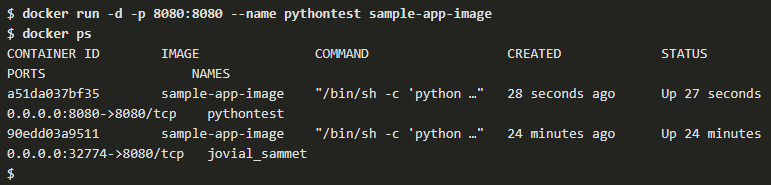 $ docker run -d -p 8080:8080 --name pythontest sample-app-image
$ docker ps
CONTAINER ID        IMAGE               COMMAND                  CREATED             STATUS
PORTS                     NAMES
a51da037bf35        sample-app-image    "/bin/sh -c 'python …"   28 seconds ago      Up 27 seconds
0.0.0.0:8080->8080/tcp    pythontest
90edd03a9511        sample-app-image    "/bin/sh -c 'python …"   24 minutes ago      Up 24 minutes
0.0.0.0:32774->8080/tcp   jovial_sammet
$